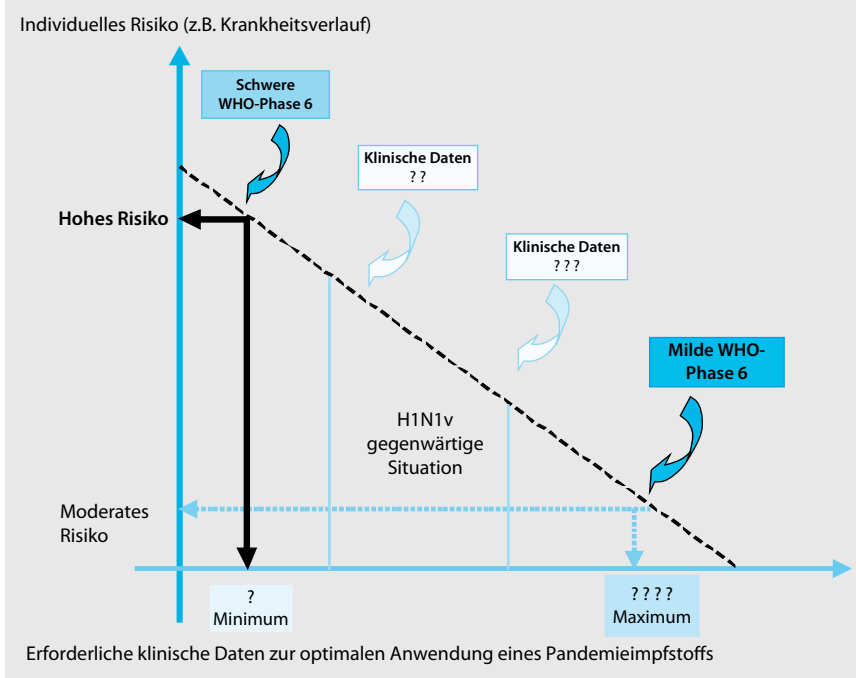 Individuelles Risiko (z.B. Krankheitsverlauf)
Schwere
WHO-Phase 6
Klinische Daten
? ?
Hohes Risiko
Klinische Daten
? ? ?
Milde WHO-
Phase 6
H1N1v
gegenwärtige
Situation
Moderates
Risiko
?
Minimum
? ? ? ?
Maximum
Erforderliche klinische Daten zur optimalen Anwendung eines Pandemieimpfstoffs